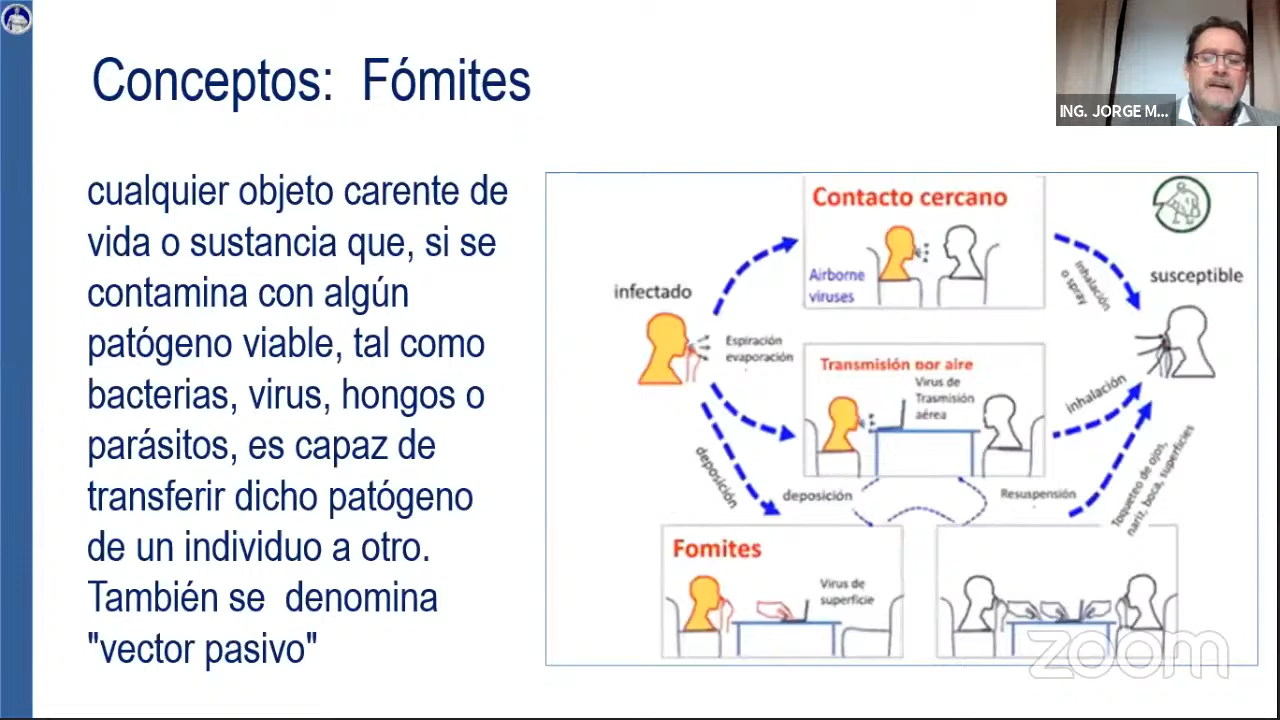 Conceptos: Fómites
ING. JORGE M...
cualquier objeto carente de
vida o sustancia que, si se
contamina con algún
patógeno viable, tal como
bacterias, virus, hongos o
parásitos, es capaz de
transferir dicho patógeno
de un individuo a otro.
También se denomina
"vector pasivo"
Contacto cercano
Airborne
viruses
infectado
Espiración
evaporación
inhalación
o spray
susceptible
Transmisión por aire
Virus de
Trasmisión
aérea
inhalación
deposición
deposición
Resuspensión
Toqueteo de ojos,
nariz, boca, superficies
Fomites
Virus de
superficie
zoom